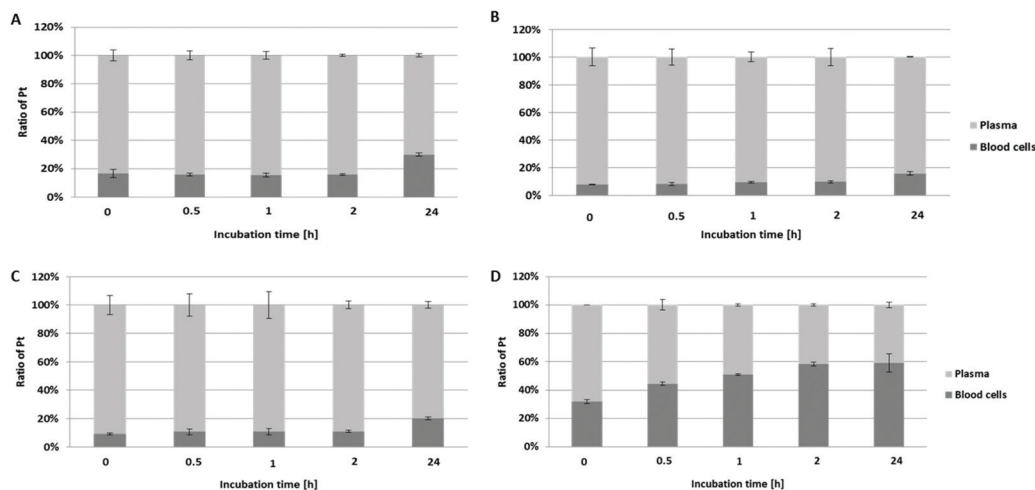 A
120%
100%
80%
60%
40%
20%
0%
Ratio of Pt
0 0.5 1 2 24
Incubation time [h]
B
120%
100%
80%
60%
40%
20%
0%
0 0.5 1 2 24
Incubation time [h]
Plasma
Blood cells
C
120%
100%
80%
60%
40%
20%
0%
Ratio of Pt
0 0.5 1 2 24
Incubation time [h]
D
120%
100%
80%
60%
40%
20%
0%
Ratio of Pt
0 0.5 1 2 24
Incubation time [h]
Plasma
Blood cells